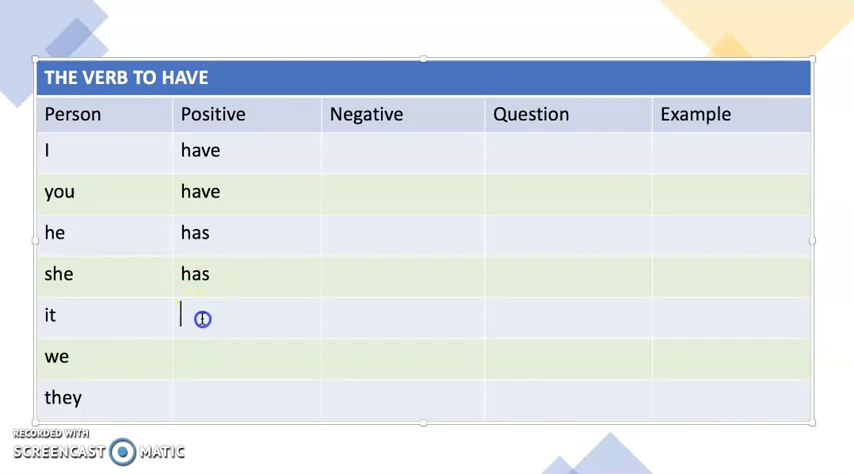 THE VERB TO HAVE
Person Positive Negative Question Example
I have
you have
he has
she has
it
we
they
RECORDED WITH
SCREENCAST MATIC